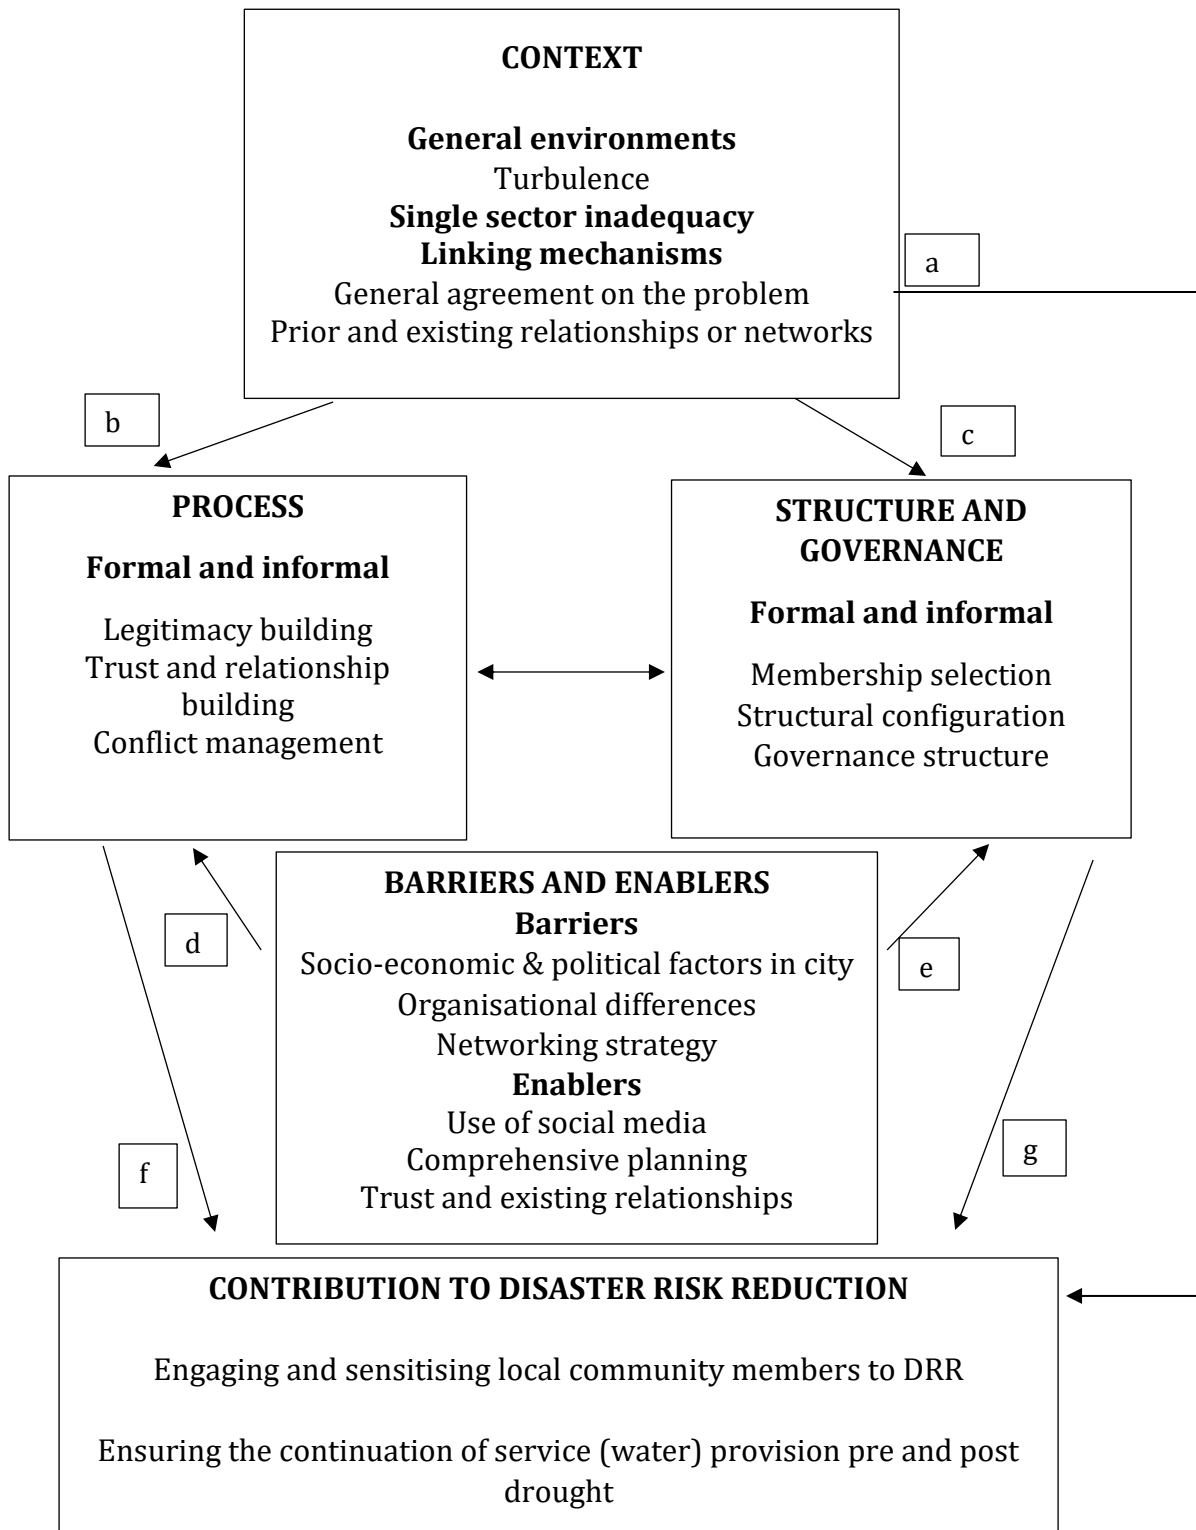 CONTEXT
General environments
Turbulence
Single sector inadequacy
Linking mechanisms
General agreement on the problem
Prior and existing relationships or networks
a
b
c
PROCESS
Formal and informal
Legitimacy building
Trust and relationship
building
Conflict management
STRUCTURE AND
GOVERNANCE
Formal and informal
Membership selection
Structural configuration
Governance structure
BARRIERS AND ENABLERS
Barriers
Socio-economic & political factors in city
Organisational differences
Networking strategy
Enablers
Use of social media
Comprehensive planning
Trust and existing relationships
d
e
f
g
CONTRIBUTION TO DISASTER RISK REDUCTION
Engaging and sensitising local community members to DRR
Ensuring the continuation of service (water) provision pre and post
drought